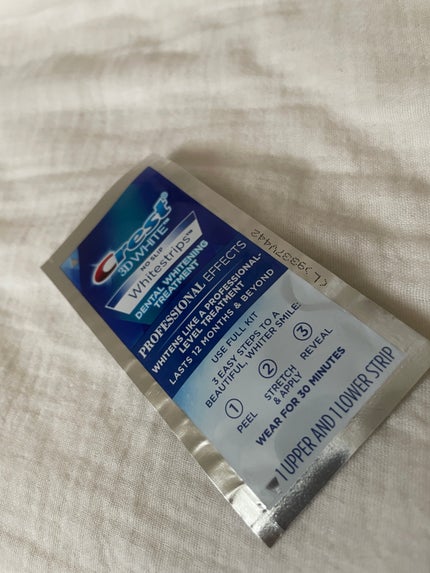 Crest
3D WHITE
NO SLIP
Whitestrips™
DENTAL WHITENING
TREATMENT
PROFESSIONAL EFFECTS
WHITENS LIKE A PROFESSIONAL-
LEVEL TREATMENT
LASTS 12 MONTHS & BEYOND
USE FULL KIT
3 EASY STEPS TO A
BEAUTIFUL, WHITER SMILE:
1
2
3
PEEL
STRETCH
& APPLY
REVEAL
WEAR FOR 30 MINUTES
1 UPPER AND 1 LOWER STRIP